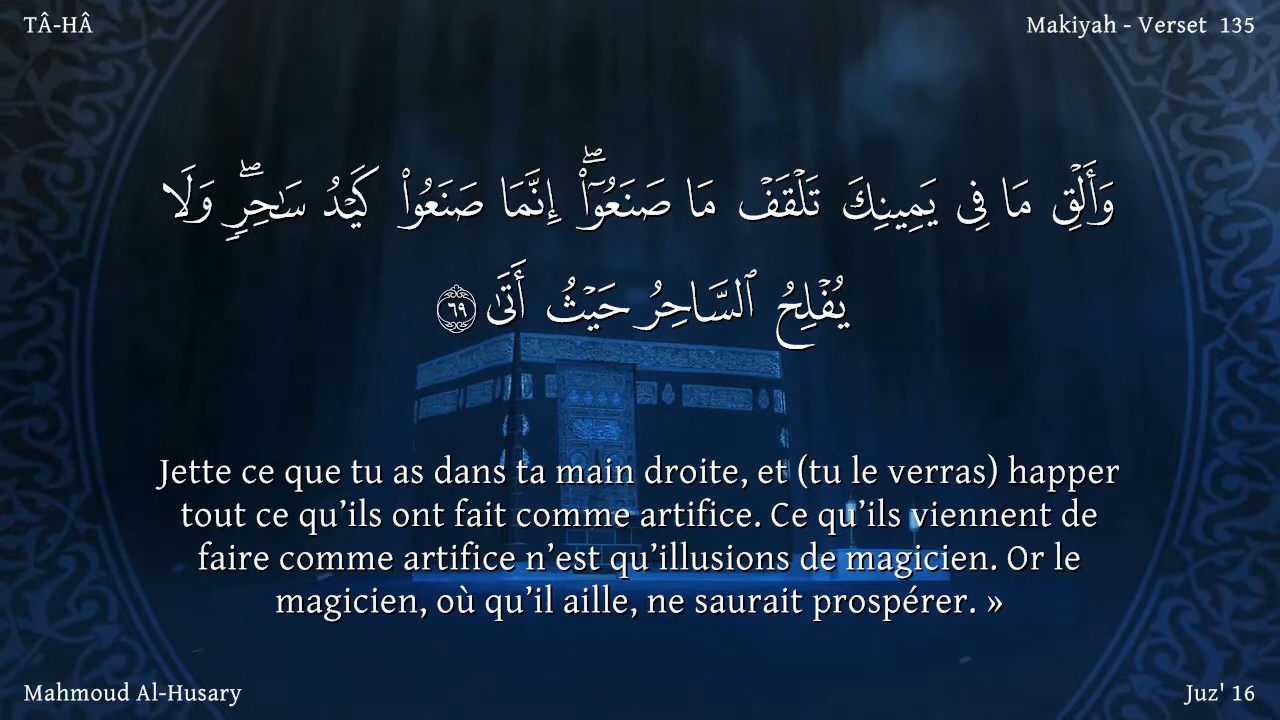 TÂ-HÂ
Makiyah - Verset 135
وَأَلْقِ مَا فِى يَمِينِكَ تَلْقَفْ مَا صَنَعُوٓا۟ ۖ إِنَّمَا صَنَعُوا۟ كَيْدُ سَـٰحِرٍ ۖ وَلَا
يُفْلِحُ ٱلسَّاحِرُ حَيْثُ أَتَىٰ ٦٩
Jette ce que tu as dans ta main droite, et (tu le verras) happer
tout ce qu’ils ont fait comme artifice. Ce qu’ils viennent de
faire comme artifice n’est qu’illusions de magicien. Or le
magicien, où qu’il aille, ne saurait prospérer. »
Mahmoud Al-Husary
Juz' 16